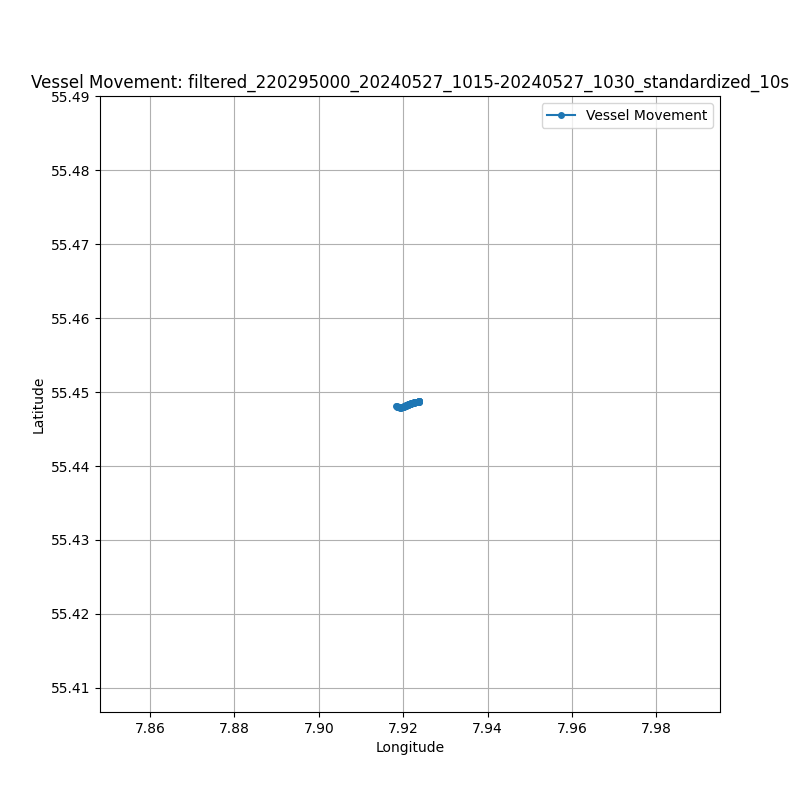 Vessel Movement: filtered_220295000_20240527_1015-20240527_1030_standardized_10s
Vessel Movement
55.49
55.48
55.47
55.46
55.45
55.44
55.43
55.42
55.41
Latitude
7.86 7.88 7.90 7.92 7.94 7.96 7.98
Longitude